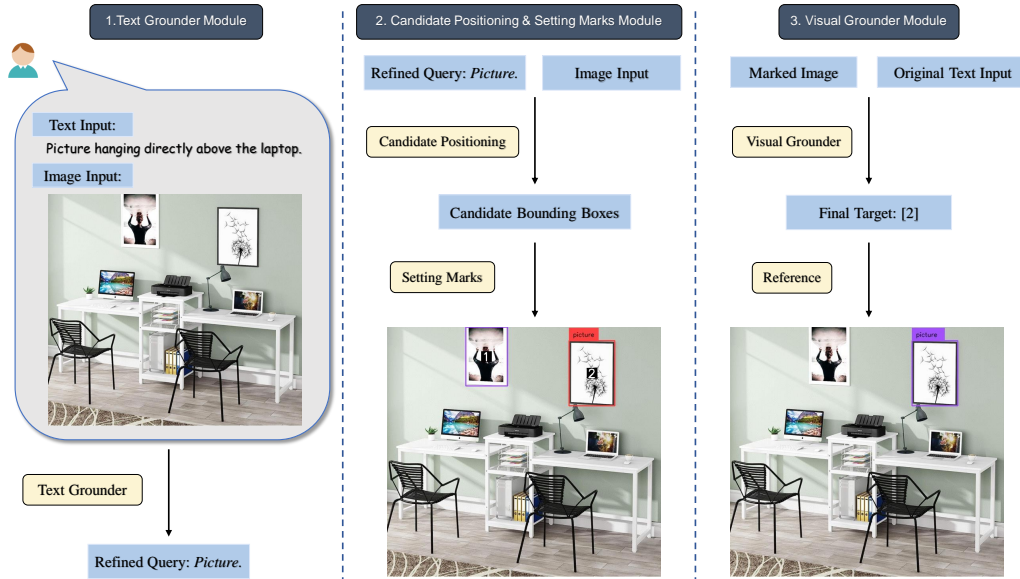 1.Text Grounder Module
Text Input:
Picture hanging directly above the laptop.
Image Input:
Text Grounder
Refined Query: Picture.
2. Candidate Positioning & Setting Marks Module
Refined Query: Picture.
Image Input
Candidate Positioning
Candidate Bounding Boxes
Setting Marks
picture
1
2
3. Visual Grounder Module
Marked Image
Original Text Input
Visual Grounder
Final Target: [2]
Reference
picture